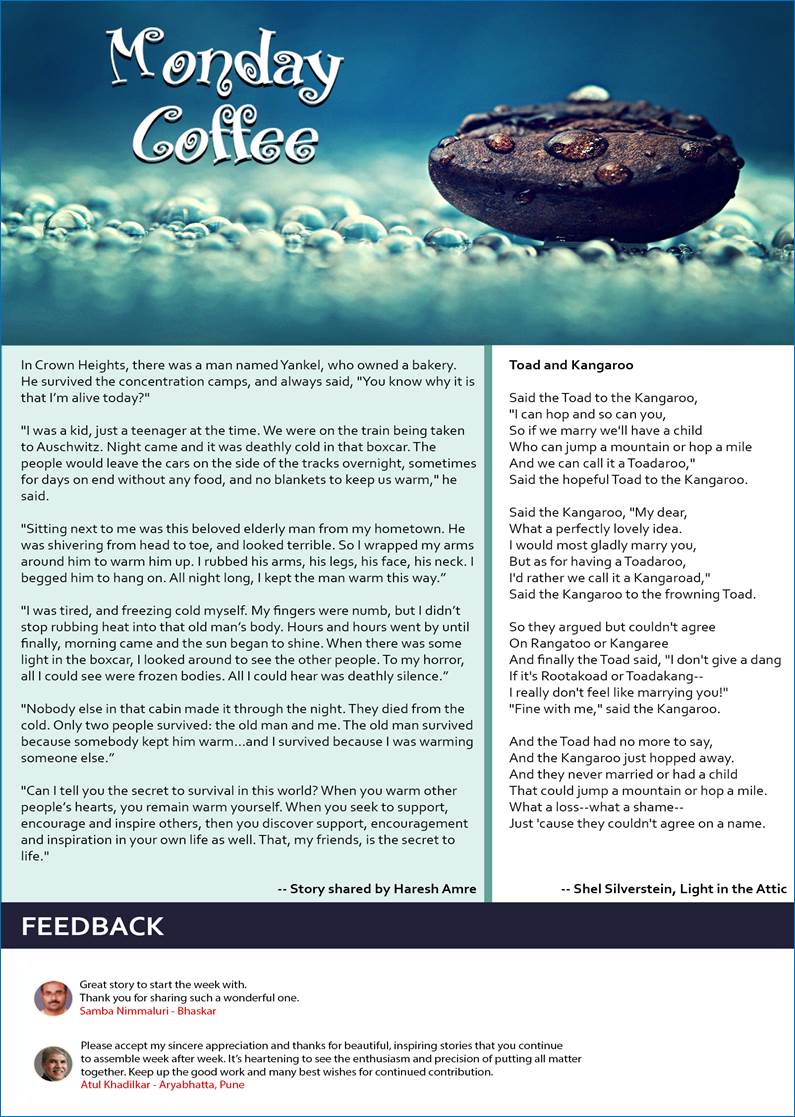 Monday
Coffee
In Crown Heights, there was a man named Yankel, who owned a bakery.
He survived the concentration camps, and always said, "You know why it is
that I’m alive today?"
"I was a kid, just a teenager at the time. We were on the train being taken
to Auschwitz. Night came and it was deathly cold in that boxcar. The
people would leave the cars on the side of the tracks overnight, sometimes
for days on end without any food, and no blankets to keep us warm," he
said.
"Sitting next to me was this beloved elderly man from my hometown. He
was shivering from head to toe, and looked terrible. So I wrapped my arms
around him to warm him up. I rubbed his arms, his legs, his face, his neck. I
begged him to hang on. All night long, I kept the man warm this way.”
"I was tired, and freezing cold myself. My fingers were numb, but I didn’t
stop rubbing heat into that old man’s body. Hours and hours went by until
finally, morning came and the sun began to shine. When there was some
light in the boxcar, I looked around to see the other people. To my horror,
all I could see were frozen bodies. All I could hear was deathly silence.”
"Nobody else in that cabin made it through the night. They died from the
cold. Only two people survived: the old man and me. The old man survived
because somebody kept him warm...and I survived because I was warming
someone else.”
"Can I tell you the secret to survival in this world? When you warm other
people’s hearts, you remain warm yourself. When you seek to support,
encourage and inspire others, then you discover support, encouragement
and inspiration in your own life as well. That, my friends, is the secret to
life."
-- Story shared by Haresh Amre
Toad and Kangaroo
Said the Toad to the Kangaroo,
"I can hop and so can you,
So if we marry we'll have a child
Who can jump a mountain or hop a mile
And we can call it a Toadaroo,"
Said the hopeful Toad to the Kangaroo.
Said the Kangaroo, "My dear,
What a perfectly lovely idea.
I would most gladly marry you,
But as for having a Toadaroo,
I'd rather we call it a Kangaroad,"
Said the Kangaroo to the frowning Toad.
So they argued but couldn't agree
On Rangatoo or Kangaree
And finally the Toad said, "I don't give a dang
If it's Rootakoad or Toadakang--
I really don't feel like marrying you!"
"Fine with me," said the Kangaroo.
And the Toad had no more to say,
And the Kangaroo just hopped away.
And they never married or had a child
That could jump a mountain or hop a mile.
What a loss--what a shame--
Just 'cause they couldn't agree on a name.
-- Shel Silverstein, Light in the Attic
FEEDBACK
Great story to start the week with.
Thank you for sharing such a wonderful one.
Samba Nimmaluri - Bhaskar
Please accept my sincere appreciation and thanks for beautiful, inspiring stories that you continue
to assemble week after week. It’s heartening to see the enthusiasm and precision of putting all matter
together. Keep up the good work and many best wishes for continued contribution.
Atul Khadilkar - Aryabhatta, Pune